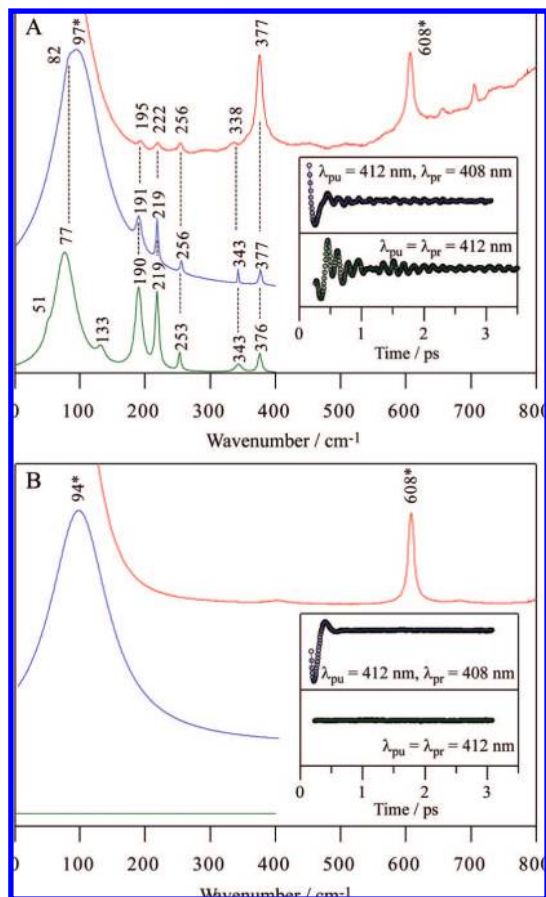 A
82
97*
377
608*
195
222
256
338
191
219
256
343
377
77
51
133
190
219
253
343
376
λpu = 412 nm, λpr = 408 nm
λpu = λpr = 412 nm
0 1 2 3
Time / ps
0 100 200 300 400 500 600 700 800
Wavenumber / cm-1
B
94*
608*
λpu = 412 nm, λpr = 408 nm
λpu = λpr = 412 nm
0 1 2 3
Time / ps
0 100 200 300 400 500 600 700 800
Wavenumber / cm-1